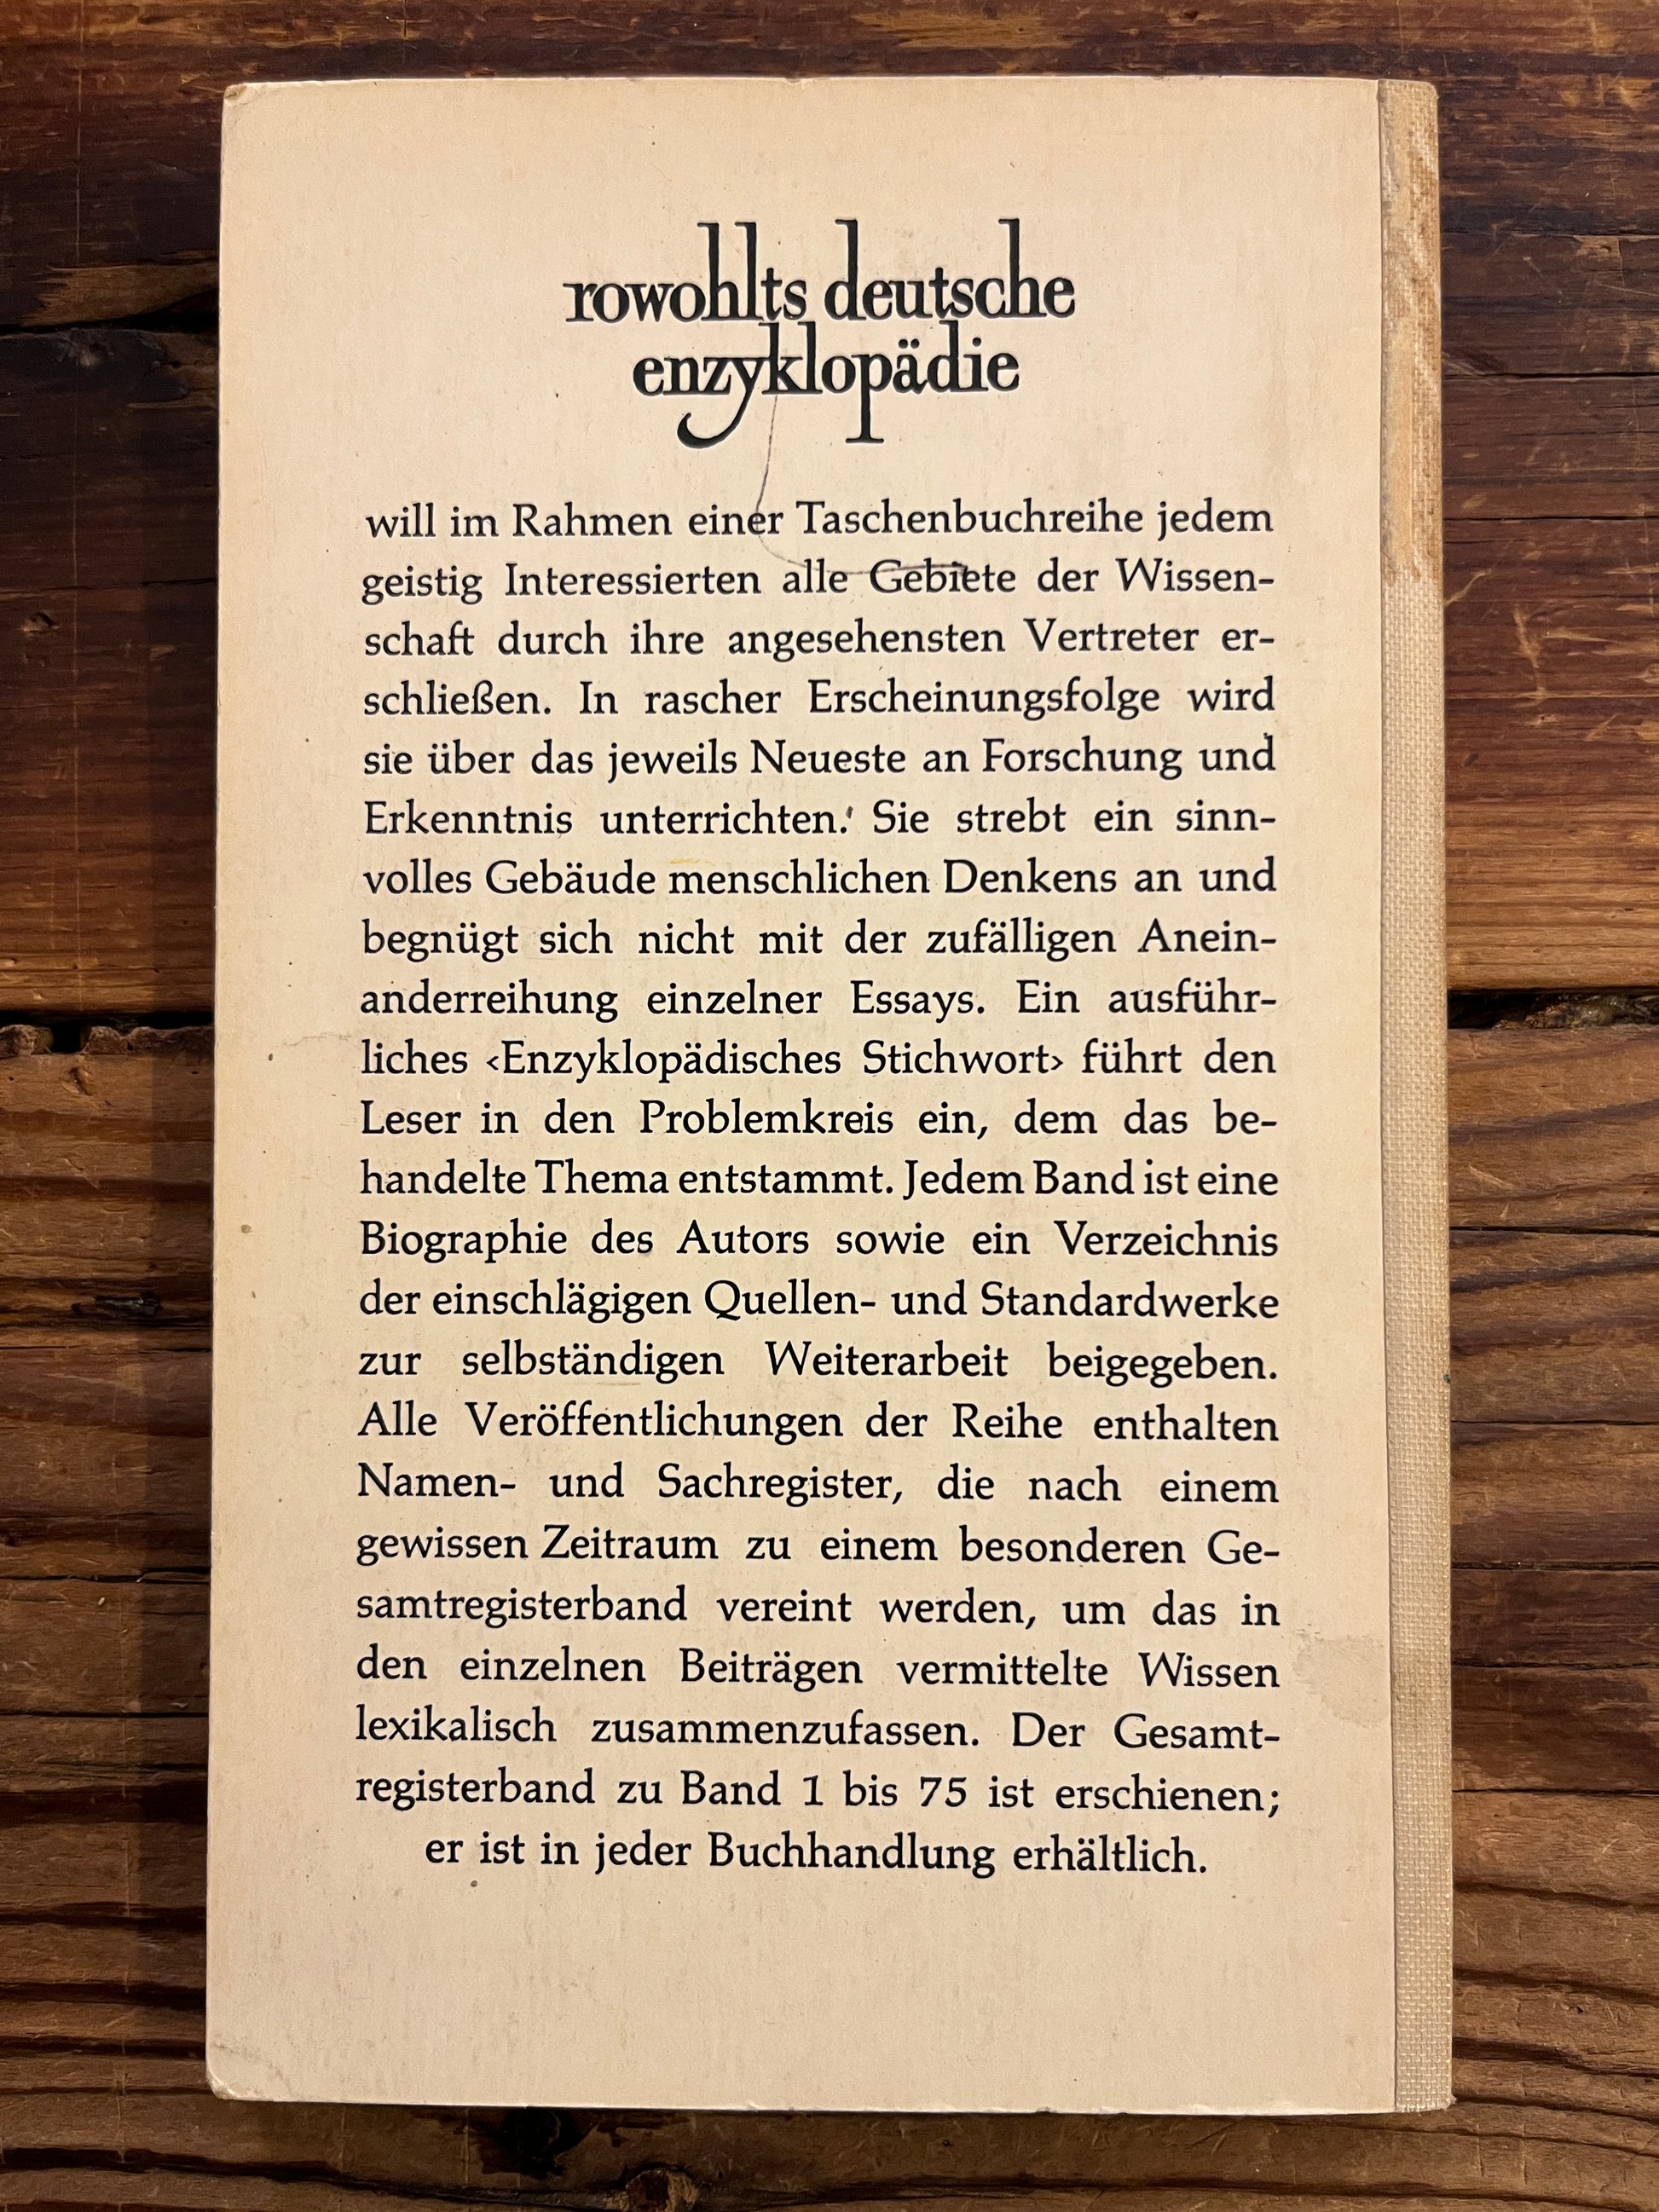 rowohlts deutsche
enzyklopädie
will im Rahmen einer Taschenbuchreihe jedem
geistig Interessierten alle Gebiete der Wissen-
schaft durch ihre angesehensten Vertreter er-
schließen. In rascher Erscheinungsfolge wird
sie über das jeweils Neueste an Forschung und
Erkenntnis unterrichten. Sie strebt ein sinn-
volles Gebäude menschlichen Denkens an und
begnügt sich nicht mit der zufälligen Anein-
anderreihung einzelner Essays. Ein ausführ-
liches ‹Enzyklopädisches Stichwort› führt den
Leser in den Problemkreis ein, dem das be-
handelte Thema entstammt. Jedem Band ist eine
Biographie des Autors sowie ein Verzeichnis
der einschlägigen Quellen- und Standardwerke
zur selbständigen Weiterarbeit beigegeben.
Alle Veröffentlichungen der Reihe enthalten
Namen- und Sachregister, die nach einem
gewissen Zeitraum zu einem besonderen Ge-
samtregisterband vereint werden, um das in
den einzelnen Beiträgen vermittelte Wissen
lexikalisch zusammenzufassen. Der Gesamt-
registerband zu Band 1 bis 75 ist erschienen;
er ist in jeder Buchhandlung erhältlich.